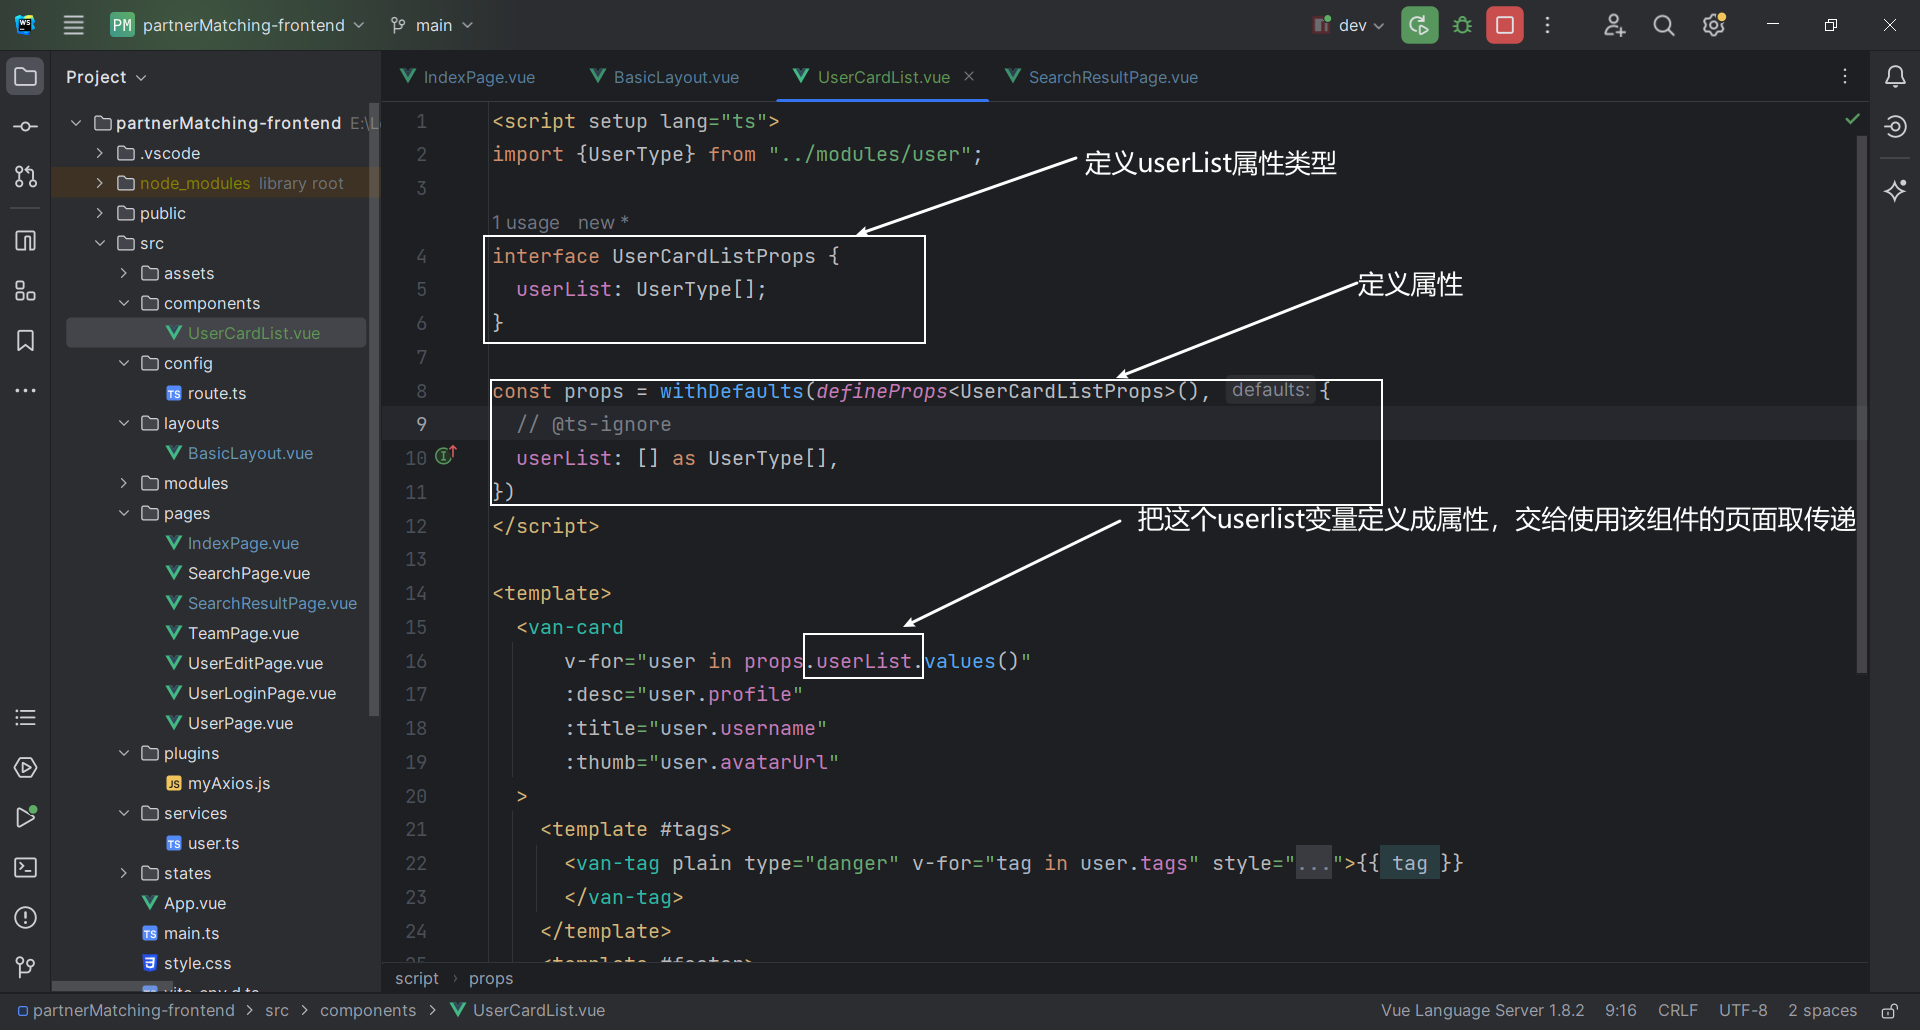 PM partnerMatching-frontend main dev
Project
IndexPage.vue BasicLayout.vue UserCardList.vue SearchResultPage.vue
partnerMatching-frontend E:\L
.vscode
node_modules library root
public
src
assets
components
UserCardList.vue
config
route.ts
layouts
BasicLayout.vue
modules
pages
IndexPage.vue
SearchPage.vue
SearchResultPage.vue
TeamPage.vue
UserEditPage.vue
UserLoginPage.vue
UserPage.vue
plugins
myAxios.js
services
user.ts
states
App.vue
main.ts
style.css
vite-env.d.ts
1 <script setup lang="ts">
2 import {UserType} from "../modules/user";
定义userList属性类型
3
1 usage new *
4 interface UserCardListProps {
5 userList: UserType[];
定义属性
6 }
7
8 const props = withDefaults(defineProps<UserCardListProps>(), defaults: {
9 // @ts-ignore
10 userList: [] as UserType[],
11 })
12 </script>
把这个userlist变量定义成属性，交给使用该组件的页面取传递
13
14 <template>
15 <van-card
16 v-for="user in props.userList.values()"
17 :desc="user.profile"
18 :title="user.username"
19 :thumb="user.avatarUrl"
20 >
21 <template #tags>
22 <van-tag plain type="danger" v-for="tag in user.tags" style="...">{{ tag }}
23 </van-tag>
24 </template>
25 <template #footer>
script › props
partnerMatching-frontend > src > components > UserCardList.vue
Vue Language Server 1.8.2 9:16 CRLF UTF-8 2 spaces